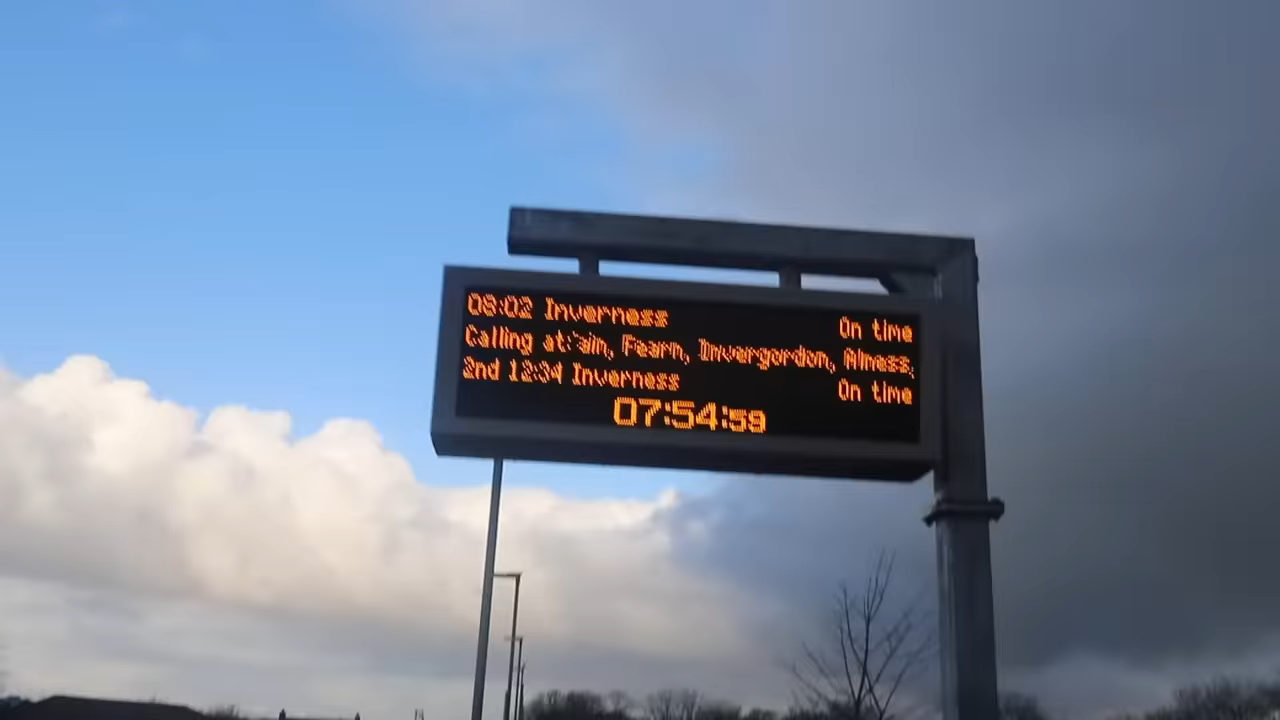 08:02 Inverness On time
Calling at: ain, Fearn, Invergordon, Alness,
2nd 12:34 Inverness On time
07:54:59